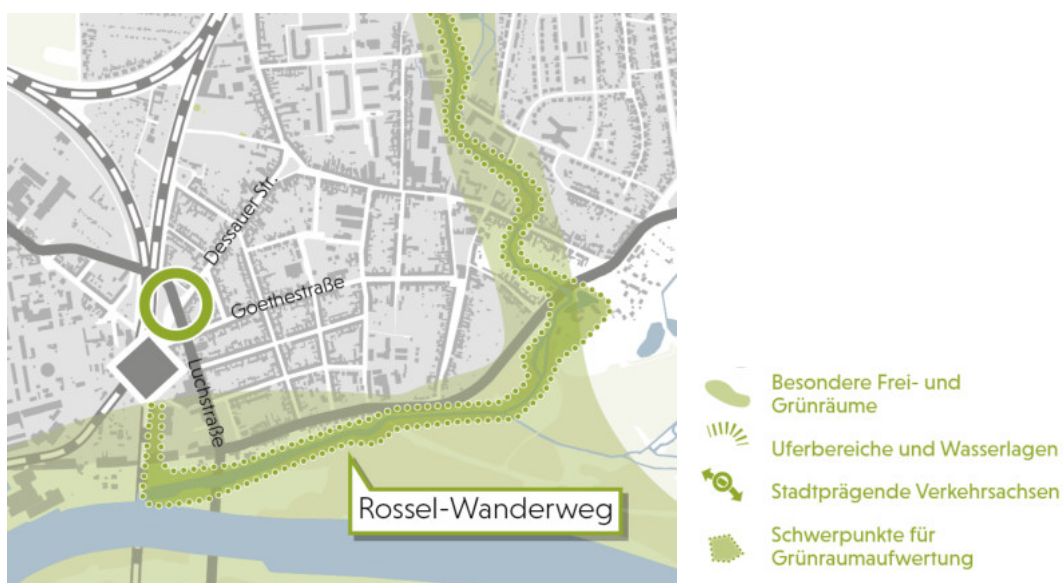 Dessauer Str.
Goethestraße
Luchstraße
Rossel-Wanderweg
Besondere Frei- und
Grünräume
Uferbereiche und Wasserlagen
Stadtprägende Verkehrsachsen
Schwerpunkte für
Grünraumaufwertung